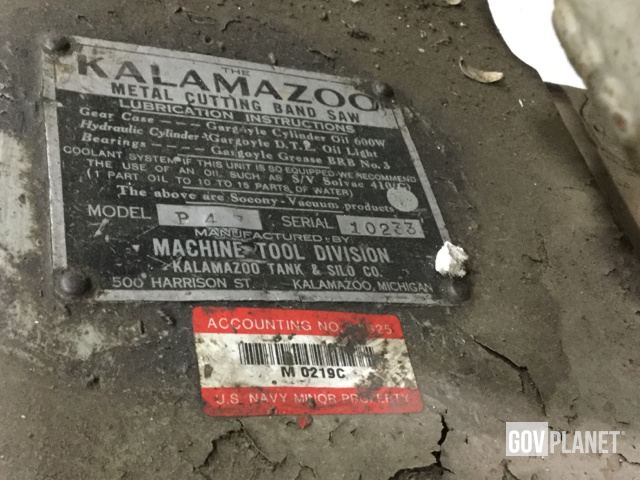 THE
KALAMAZOO
METAL CUTTING BAND SAW
LUBRICATION INSTRUCTIONS
Gear Case - - - Gargoyle Cylinder Oil 600W
Hydraulic Cylinder - Gargoyle D.T.E. Oil Light
Bearings - - - - Gargoyle Grease BRB No. 3
COOLANT SYSTEM, IF THIS UNIT IS SO EQUIPPED WE RECOMMEND
THE USE OF AN OIL SUCH AS S/V Solvac
(1 PART OIL TO 10 TO 15 PARTS OF WATER)
The above are Socony-Vacuum products
MODEL P 4 SERIAL 10233
MANUFACTURED BY
MACHINE TOOL DIVISION
KALAMAZOO TANK & SILO CO.
500 HARRISON ST. KALAMAZOO, MICHIGAN
ACCOUNTING NO.
M 0219C
U.S. NAVY MINOR PROPERTY
GOVPLANET